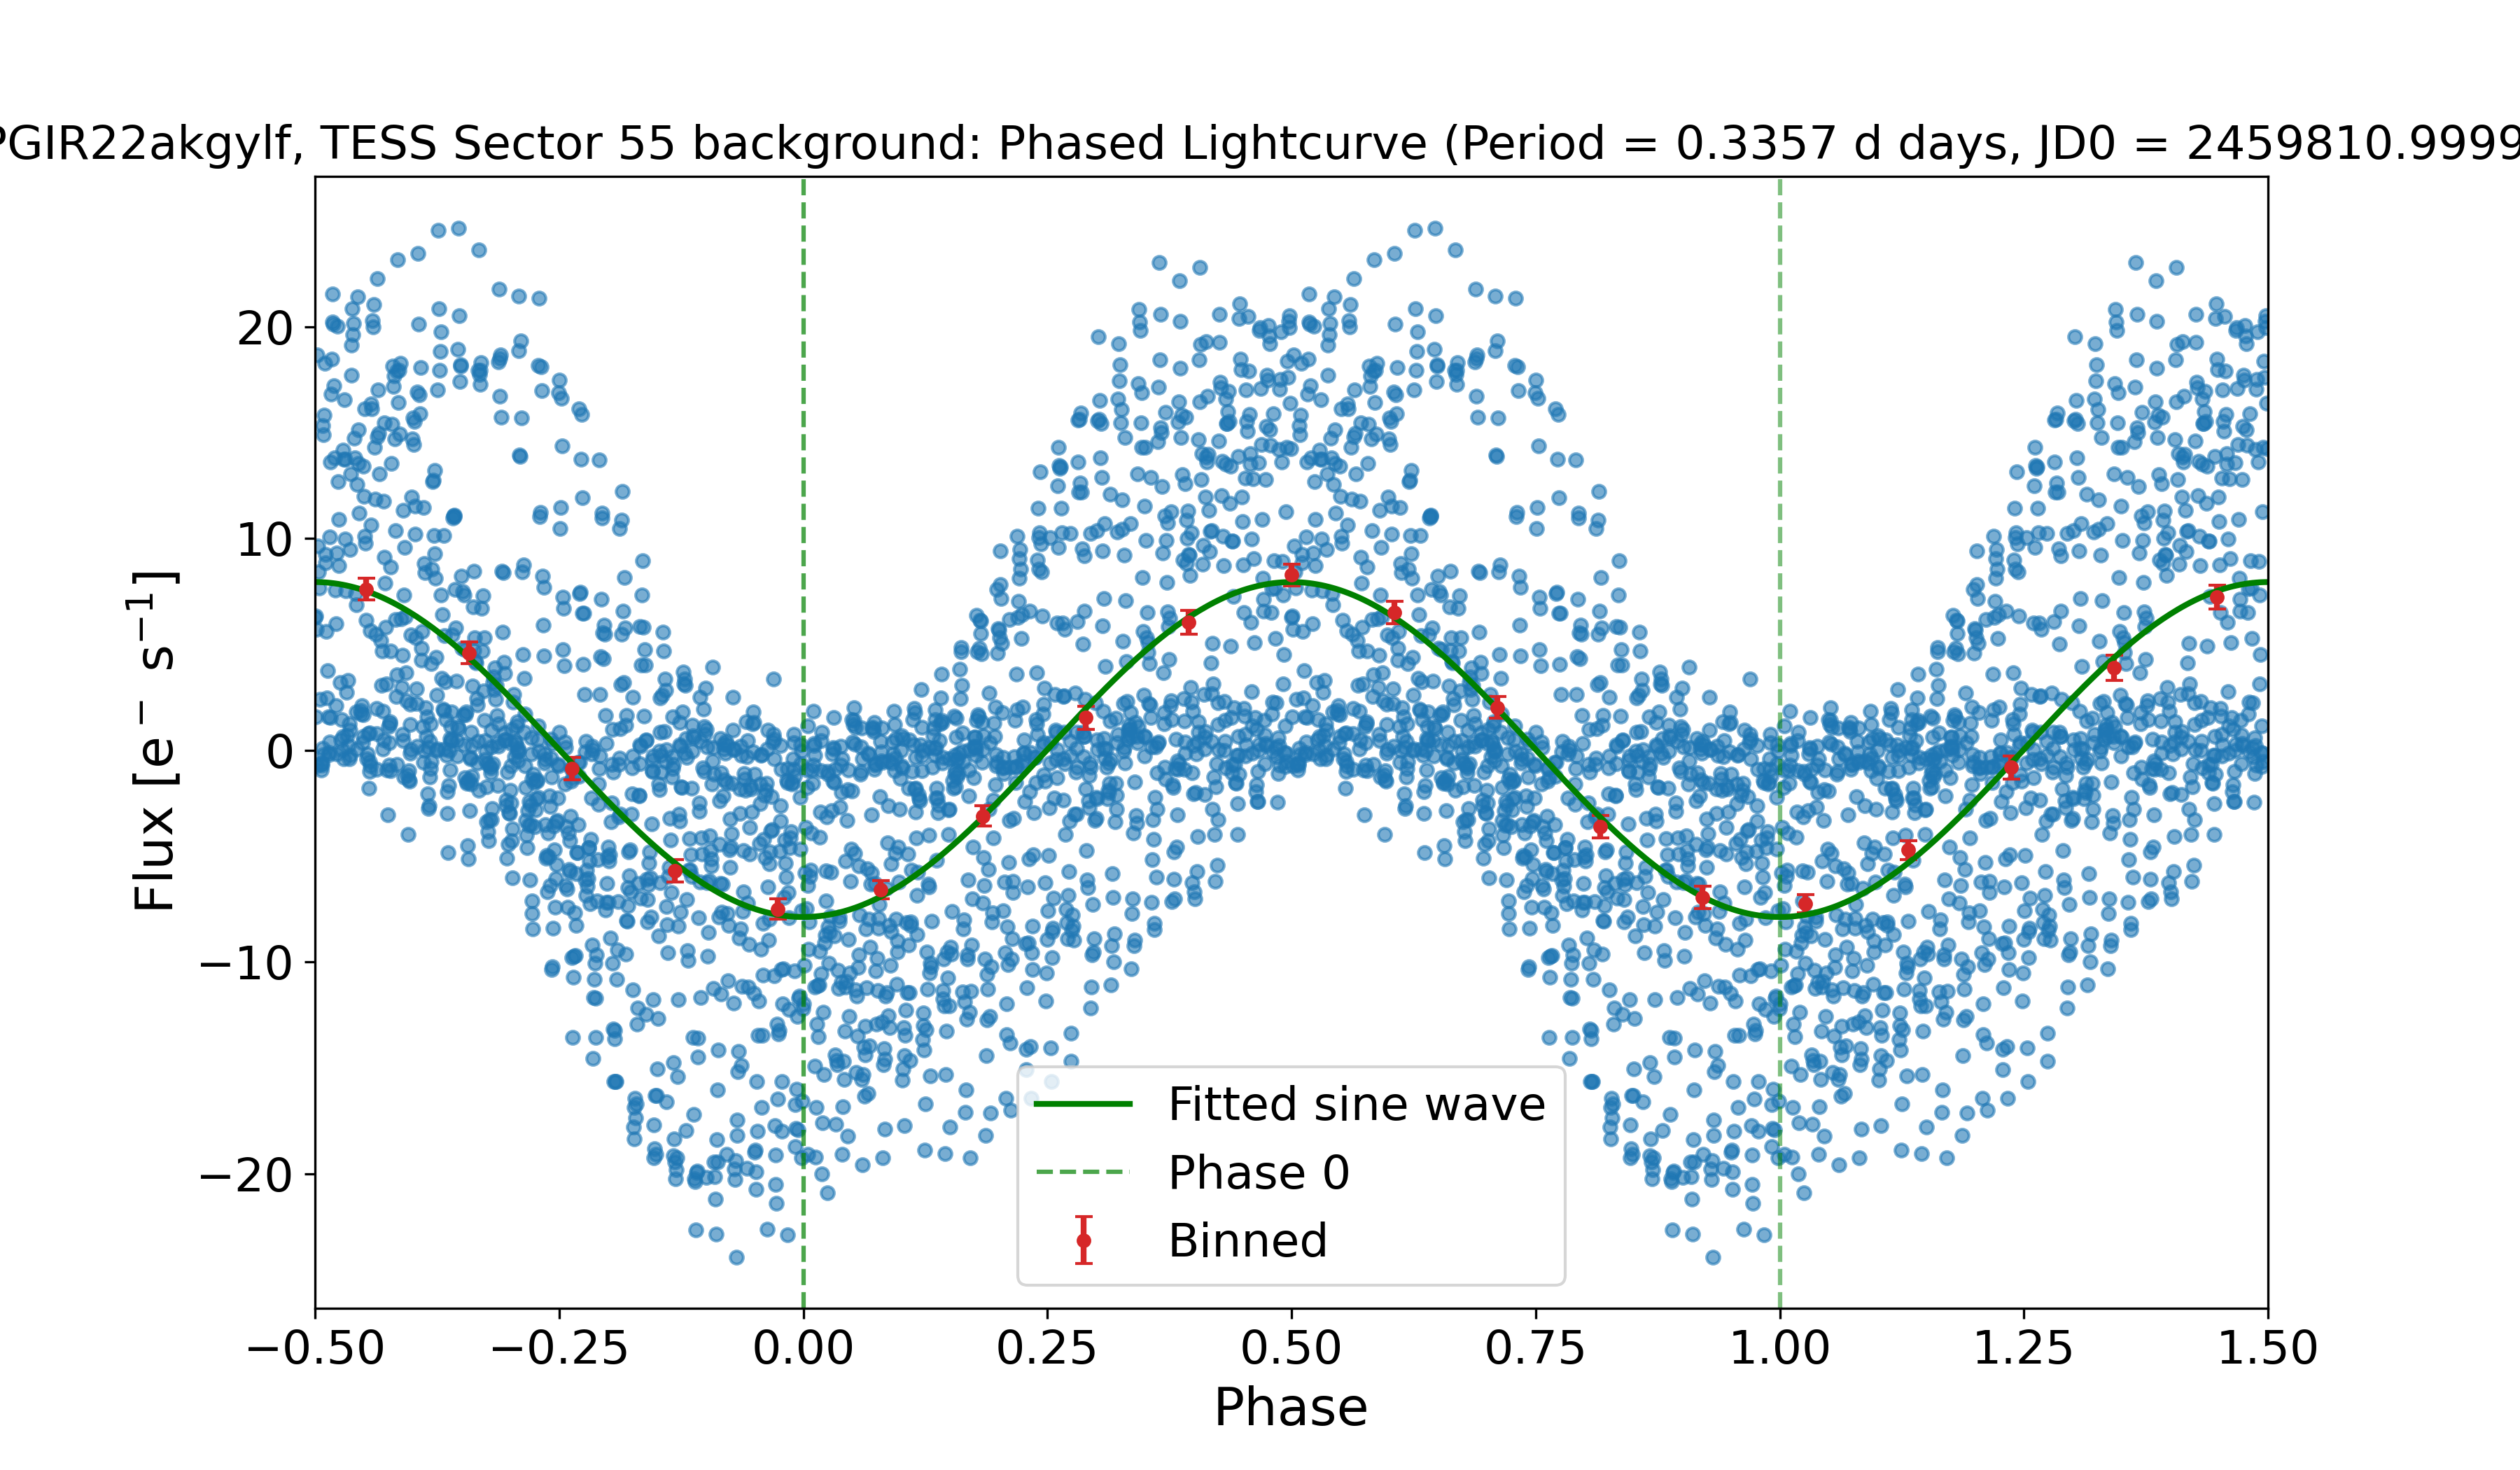 PGIR22akgylf, TESS Sector 55 background: Phased Lightcurve (Period = 0.3357 d days, JD0 = 2459810.9999
Flux [e− s−1]
20
10
0
−10
−20
Fitted sine wave
Phase 0
Binned
−0.50 −0.25 0.00 0.25 0.50 0.75 1.00 1.25 1.50
Phase